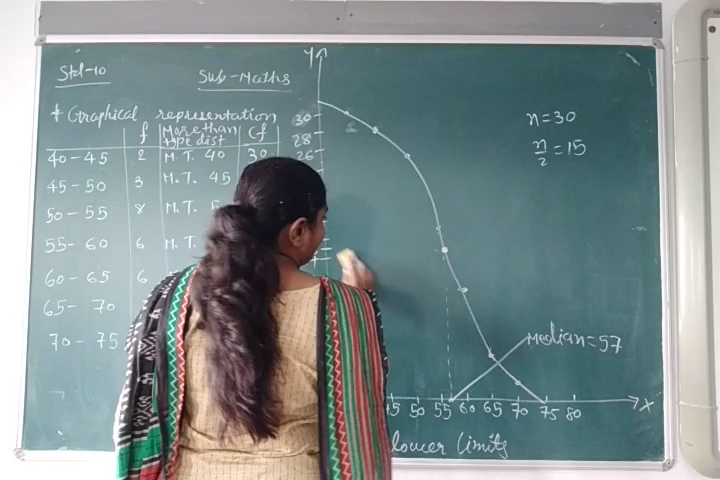 Std-10
Sub-Maths
# Graphical representation
f More than type dist Cf
40-45 2 M.T. 40 30
45-50 3 M.T. 45
50-55 8 M.T.
55-60 6 M.T.
60-65 6
65-70
70-75
Y
30
28
26
n=30
n/2=15
Median=57
45 50 55 60 65 70 75 80 X
lower limits